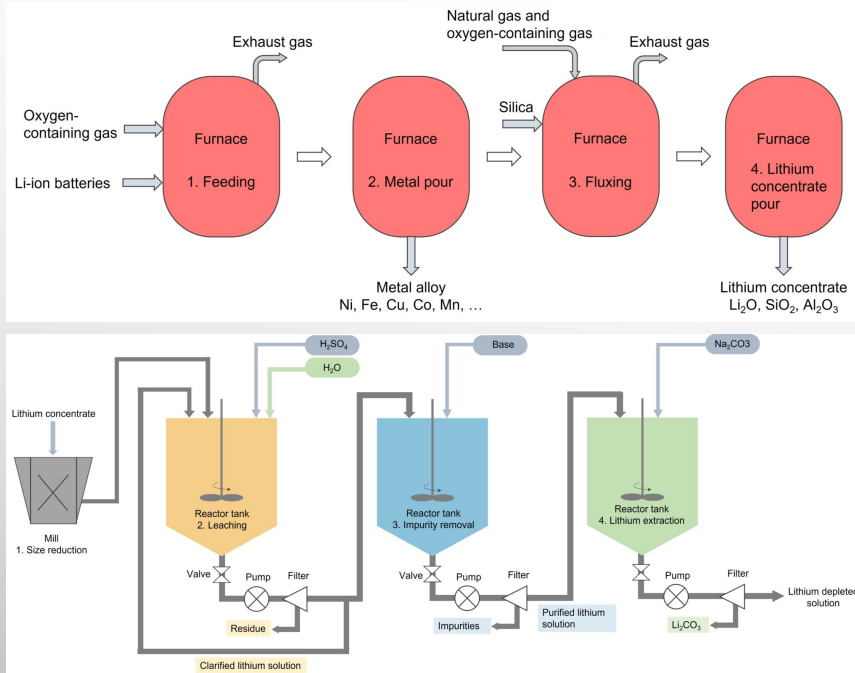 Natural gas and
oxygen-containing gas
Exhaust gas
Exhaust gas
Oxygen-
containing gas
Silica
Li-ion batteries
Furnace
1. Feeding
Furnace
2. Metal pour
Furnace
3. Fluxing
Furnace
4. Lithium
concentrate
pour
Metal alloy
Ni, Fe, Cu, Co, Mn, ...
Lithium concentrate
Li₂O, SiO₂, Al₂O₃
H₂SO₄
H₂O
Base
Na₂CO3
Lithium concentrate
Mill
1. Size reduction
Reactor tank
2. Leaching
Reactor tank
3. Impurity removal
Reactor tank
4. Lithium extraction
Valve
Pump
Filter
Valve
Pump
Filter
Pump
Filter
Residue
Clarified lithium solution
Impurities
Purified lithium
solution
Li₂CO₃
Lithium depleted
solution